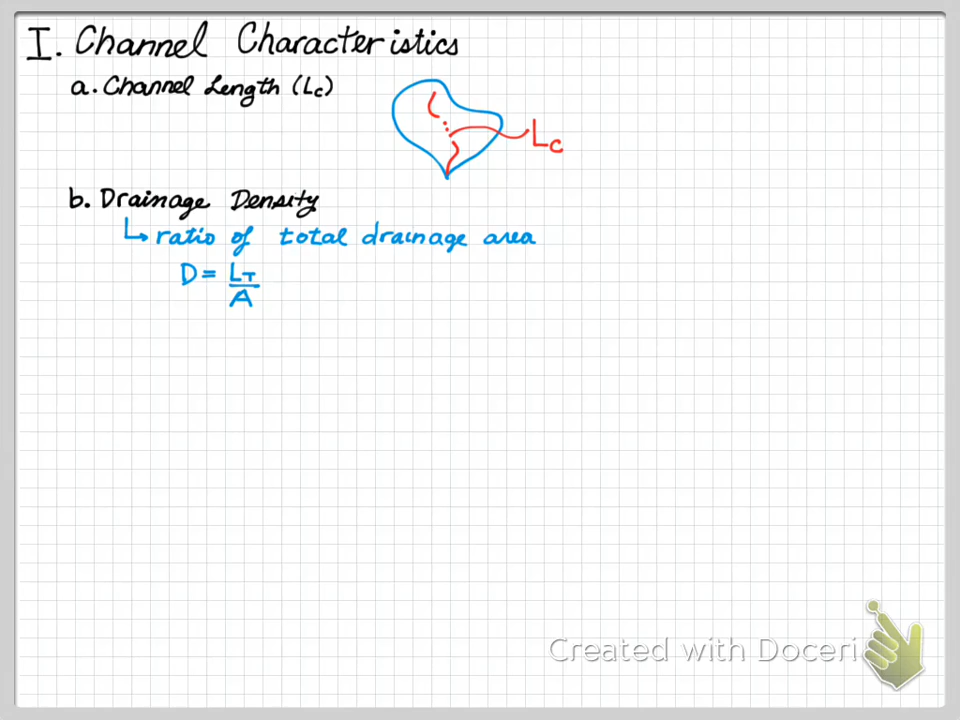 I. Channel Characteristics
a. Channel Length (Lc)
Lc
b. Drainage Density
↳ ratio of total drainage area
D = LT / A
Created with Doceri